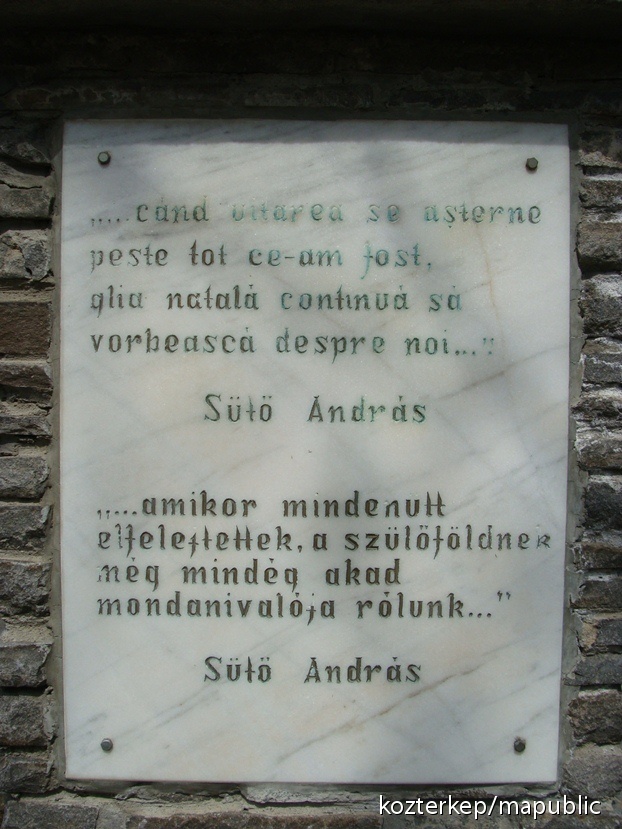 „....când uitarea se așterne
peste tot ce-am fost,
glia natală continuă să
vorbească despre noi...."
Sütő András
„....amikor mindenutt
elfelejtettek, a szülőföldnek
még mindég akad
mondanivalója rólunk..."
Sütő András
kozterkep/mapublic